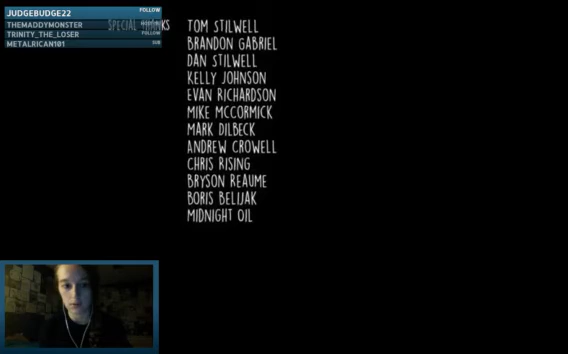 JUDGEBUDGE22 FOLLOW
THEMADDYMONSTER FOLLOW
TRINITY_THE_LOSER FOLLOW
METALRICAN101 SUB
SPECIAL THANKS
TOM STILWELL
BRANDON GABRIEL
DAN STILWELL
KELLY JOHNSON
EVAN RICHARDSON
MIKE MCCORMICK
MARK DILBECK
ANDREW CROWELL
CHRIS RISING
BRYSON REAUME
BORIS BELIJAK
MIDNIGHT OIL